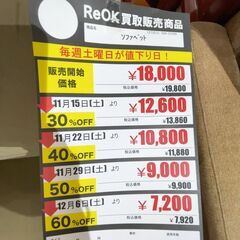 ReOK 買取販売商品
商品名
ソファベット
毎週土曜日が値下り日！
販売開始価格 ¥18,000
税込価格 ¥19,800
11月15日(土)より ¥12,600
30%OFF 税込価格 ¥13,860
11月22日(土)より ¥10,800
40%OFF 税込価格 ¥11,880
11月29日(土)より ¥9,000
50%OFF 税込価格 ¥9,900
12月6日(土)より ¥7,200
60%OFF 税込価格 ¥7,920